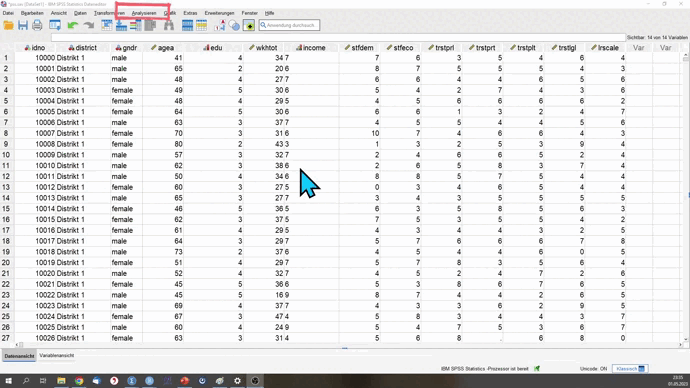 *pss.sav [DataSet1] - IBM SPSS Statistics Dateneditor
Datei Bearbeiten Ansicht Daten Transformieren Analysieren Grafik Extras Erweiterungen Fenster Hilfe
Anwendung durchsuch
Sichtbar: 14 von 14 Variablen
idno district gndr agea edu wkhtot income stfdem stfeco trstprl trstprt trstplt trstlgl lrscale Var Var
1 10000 Distrikt 1 male 41 4 34 7 7 6 3 5 4 6 4
2 10001 Distrikt 1 male 65 2 20 6 8 7 5 5 5 4 3
3 10002 Distrikt 1 male 48 4 27 7 6 6 4 4 6 5 6
4 10003 Distrikt 1 female 49 5 30 6 5 4 2 7 4 3 6
5 10004 Distrikt 1 female 48 4 29 5 4 5 6 6 6 6 2
6 10005 Distrikt 1 female 64 5 30 6 6 6 1 3 2 4 7
7 10006 Distrikt 1 female 63 3 37 7 4 5 5 4 4 5 6
8 10007 Distrikt 1 female 70 3 31 6 10 7 4 6 6 4 3
9 10008 Distrikt 1 female 80 2 43 3 1 3 2 5 3 9 4
10 10009 Distrikt 1 male 57 3 32 7 2 4 6 6 5 2 4
11 10010 Distrikt 1 male 62 3 38 6 2 6 5 8 3 7 4
12 10011 Distrikt 1 male 50 4 34 6 8 8 5 7 5 4 4
13 10012 Distrikt 1 female 60 3 27 5 0 3 4 6 5 4 4
14 10013 Distrikt 1 female 65 3 27 7 3 4 3 5 5 5 5
15 10014 Distrikt 1 female 46 5 36 5 6 3 5 8 5 6 3
16 10015 Distrikt 1 male 62 3 37 5 7 5 3 5 5 4 2
17 10016 Distrikt 1 female 61 4 29 5 4 3 4 4 3 2 5
18 10017 Distrikt 1 male 64 3 29 7 5 7 6 6 6 7 8
19 10018 Distrikt 1 male 73 2 37 6 4 5 4 4 6 0 5
20 10019 Distrikt 1 female 51 4 29 7 5 7 8 3 5 6 4
21 10020 Distrikt 1 male 52 4 32 7 4 5 2 4 7 2 6
22 10021 Distrikt 1 female 45 5 36 6 5 3 8 6 7 6 5
23 10022 Distrikt 1 male 45 5 16 9 8 7 4 4 2 6 5
24 10023 Distrikt 1 male 69 4 37 7 4 3 3 6 2 9 5
25 10024 Distrikt 1 female 67 3 47 4 5 4 8 5 7 3 4
26 10025 Distrikt 1 male 60 4 24 9 5 4 7 5 3 6 7
27 10026 Distrikt 1 female 63 3 31 4 5 7 8 . 6 8 0
Datenansicht Variablenansicht
IBM SPSS Statistics -Prozessor ist bereit Unicode: ON Klassisch
23:35
01.05.2023